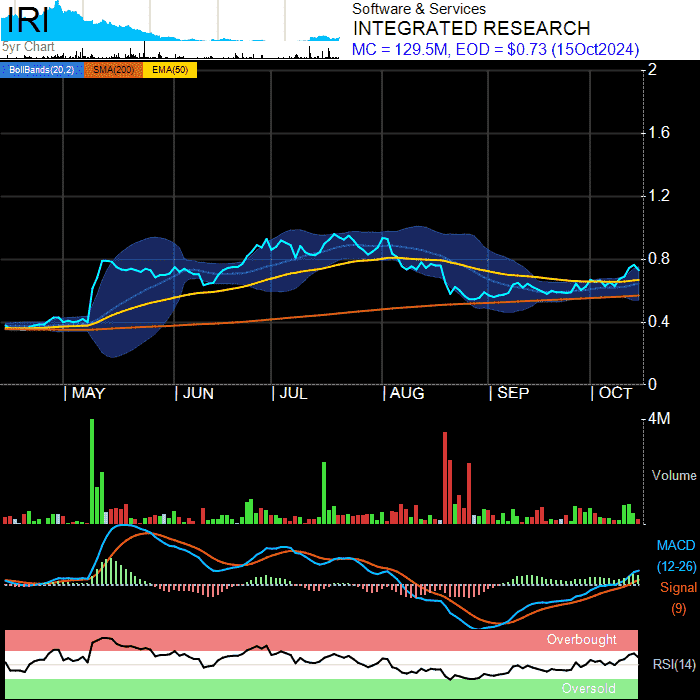 IRI
5yr Chart
Software & Services
INTEGRATED RESEARCH
MC = 129.5M, EOD = $0.73 (15Oct2024)
BollBands(20,2) SMA(200) EMA(50)
2
1.6
1.2
0.8
0.4
0
| MAY | JUN | JUL | AUG | SEP | OCT
4M
Volume
MACD
(12-26)
Signal
(9)
Overbought
RSI(14)
Oversold